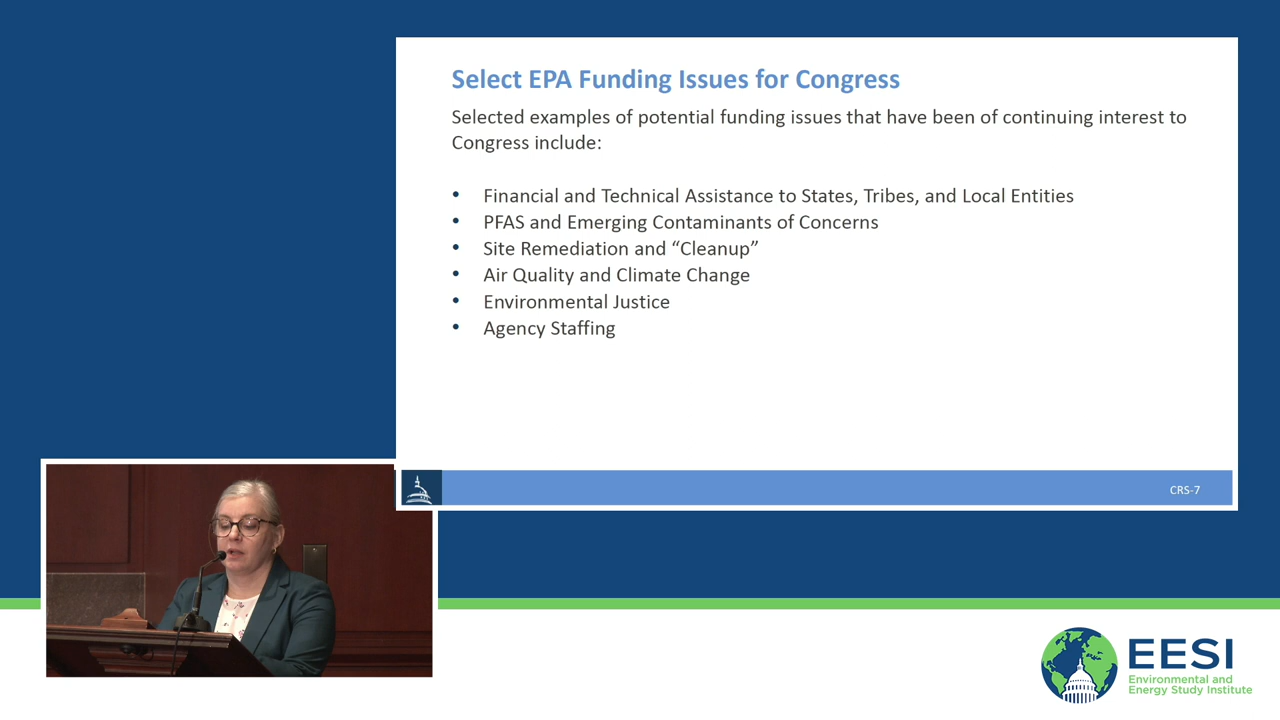 Select EPA Funding Issues for Congress
Selected examples of potential funding issues that have been of continuing interest to
Congress include:
• Financial and Technical Assistance to States, Tribes, and Local Entities
• PFAS and Emerging Contaminants of Concerns
• Site Remediation and “Cleanup”
• Air Quality and Climate Change
• Environmental Justice
• Agency Staffing
CRS-7
EESI
Environmental and
Energy Study Institute